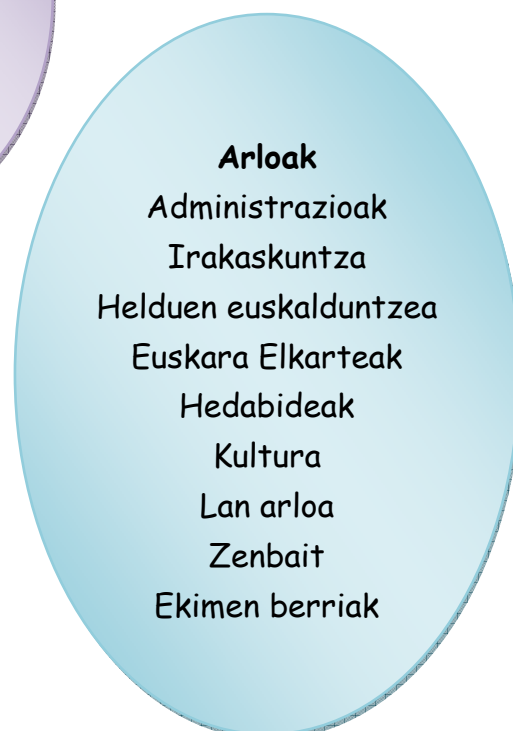 Arloak
Administrazioak
Irakaskuntza
Helduen euskalduntzea
Euskara Elkarteak
Hedabideak
Kultura
Lan arloa
Zenbait
Ekimen berriak